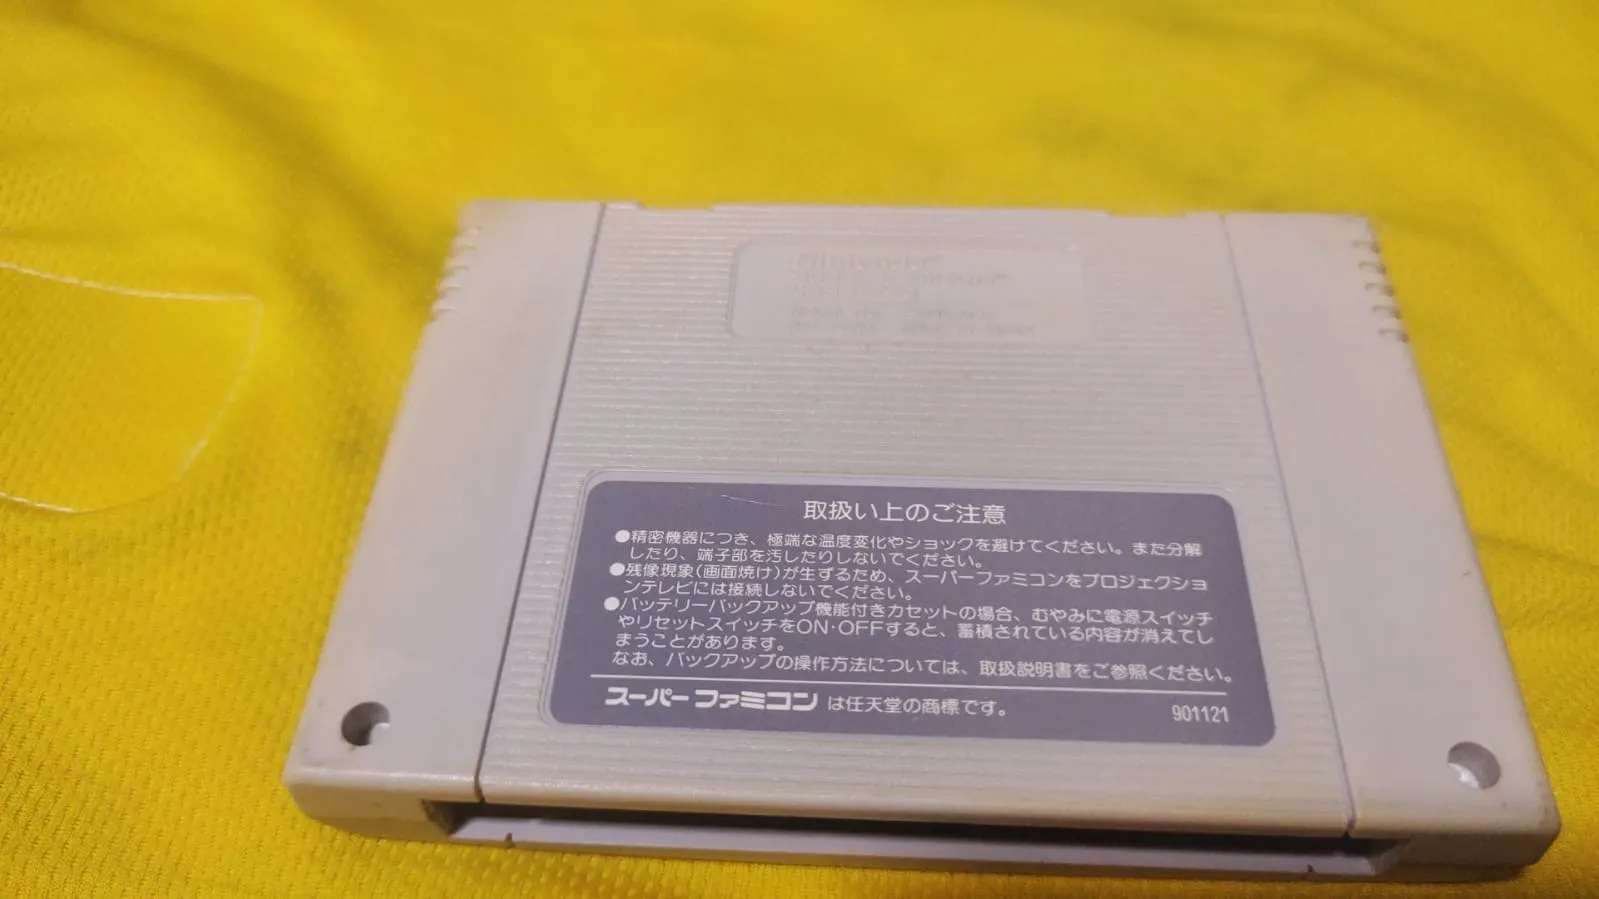 Nintendo
取扱い上のご注意
●精密機器につき、極端な温度変化やショックを避けてください。また分解
したり、端子部を汚したりしないでください。
●残像現象(画面焼け)が生ずるため、スーパーファミコンをプロジェクショ
ンテレビには接続しないでください。
●バッテリーバックアップ機能付きカセットの場合、むやみに電源スイッチ
やリセットスイッチをON・OFFすると、蓄積されている内容が消えてし
まうことがあります。
なお、バックアップの操作方法については、取扱説明書をご参照ください。
スーパーファミコン は任天堂の商標です。
901121